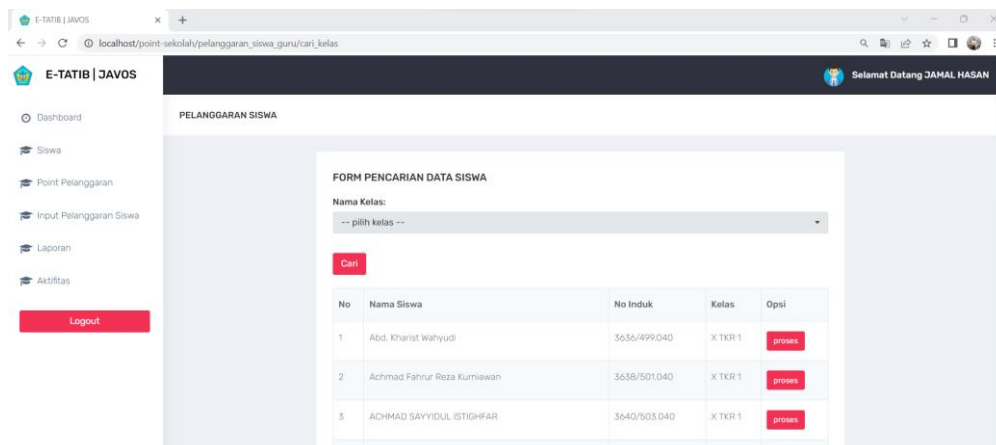 E-TATIB | JAVOS
localhost/point-sekolah/pelanggaran_siswa_guru/cari_kelas
E-TATIB | JAVOS
Selamat Datang JAMAL HASAN
Dashboard
PELANGGARAN SISWA
Siswa
Point Pelanggaran
Input Pelanggaran Siswa
Laporan
Aktifitas
Logout
FORM PENCARIAN DATA SISWA
Nama Kelas:
-- pilih kelas --
Cari
No Nama Siswa No Induk Kelas Opsi
1 Abd. Kharist Wahyudi 3636/499.040 X TKR 1 proses
2 Achmad Fahrur Reza Kurniawan 3638/501.040 X TKR 1 proses
3 ACHMAD SAYYIDUL ISTIGHFAR 3640/503.040 X TKR 1 proses